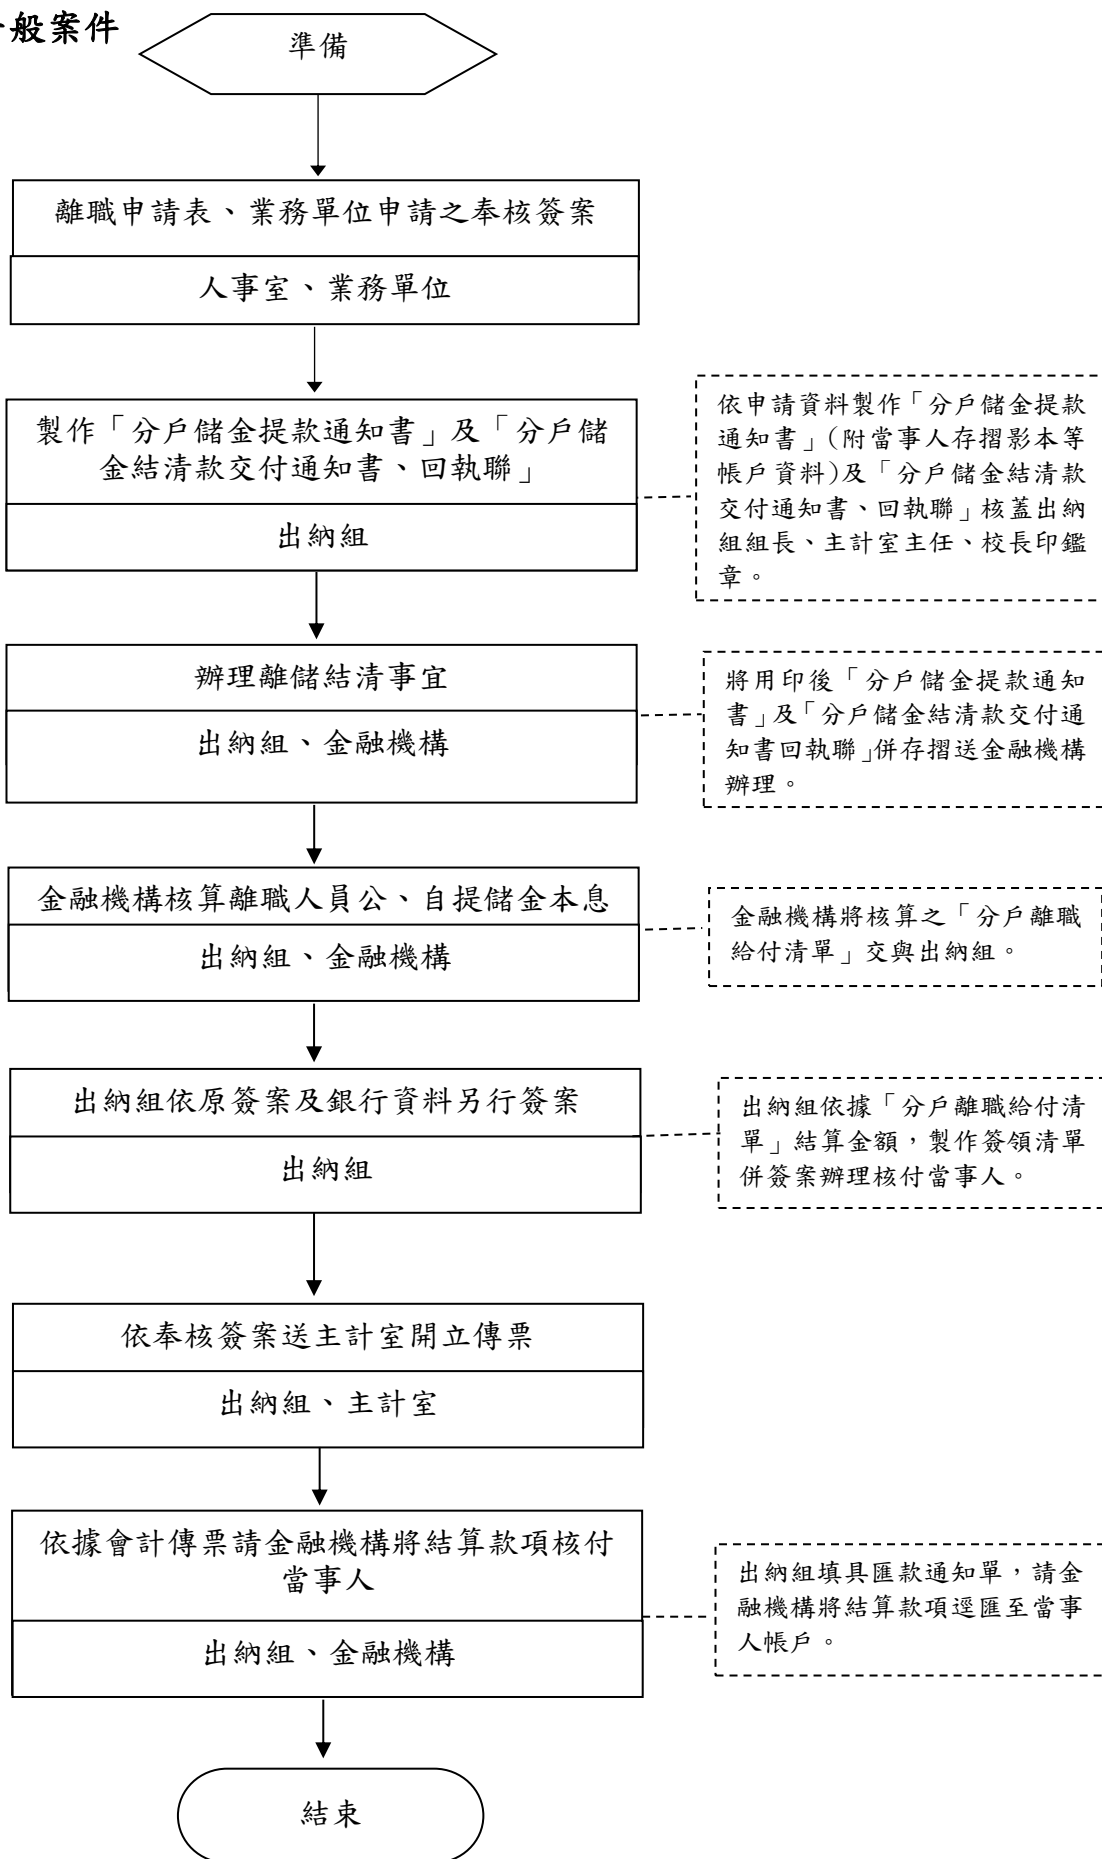 一般案件
準備
離職申請表、業務單位申請之奉核簽案
人事室、業務單位
製作「分戶儲金提款通知書」及「分戶儲
金結清款交付通知書、回執聯」
出納組
依申請資料製作「分戶儲金提款
通知書」(附當事人存摺影本等
帳戶資料)及「分戶儲金結清款
交付通知書、回執聯」核蓋出納
組組長、主計室主任、校長印鑑
章。
辦理離儲結清事宜
出納組、金融機構
將用印後「分戶儲金提款通知
書」及「分戶儲金結清款交付通
知書回執聯」併存摺送金融機構
辦理。
金融機構核算離職人員公、自提儲金本息
出納組、金融機構
金融機構將核算之「分戶離職
給付清單」交與出納組。
出納組依原簽案及銀行資料另行簽案
出納組
出納組依據「分戶離職給付清
單」結算金額，製作簽領清單
併簽案辦理核付當事人。
依奉核簽案送主計室開立傳票
出納組、主計室
依據會計傳票請金融機構將結算款項核付
當事人
出納組、金融機構
出納組填具匯款通知單，請金
融機構將結算款項逕匯至當事
人帳戶。
結束